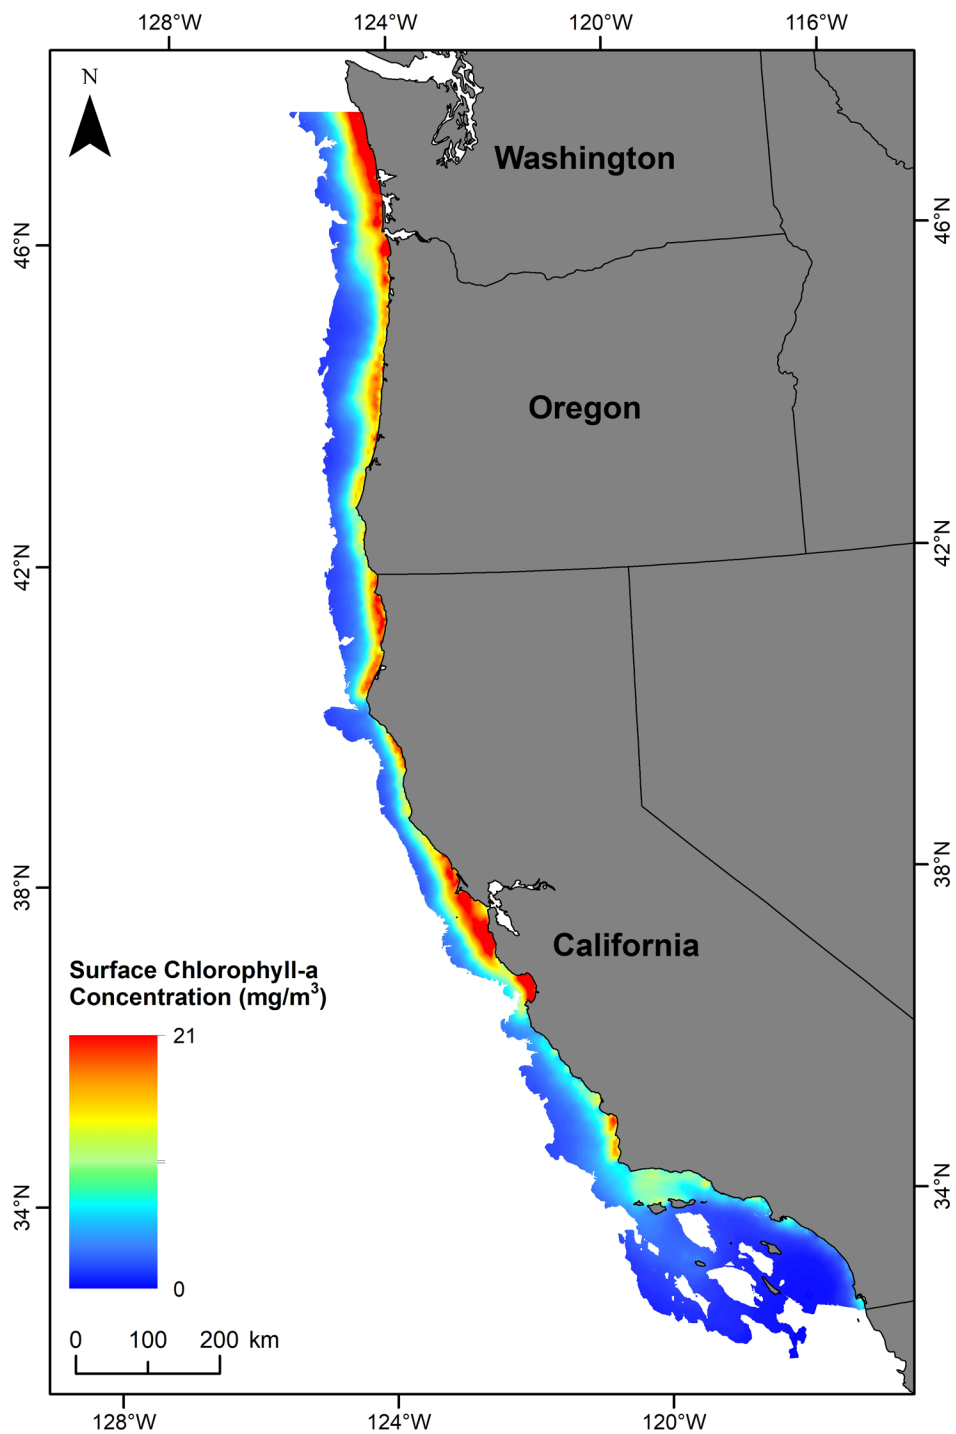 128°W 124°W 120°W 116°W
N
Washington
46°N 46°N
Oregon
42°N 42°N
38°N 38°N
California
Surface Chlorophyll-a
Concentration (mg/m³)
21
34°N 34°N
0
0 100 200 km
128°W 124°W 120°W